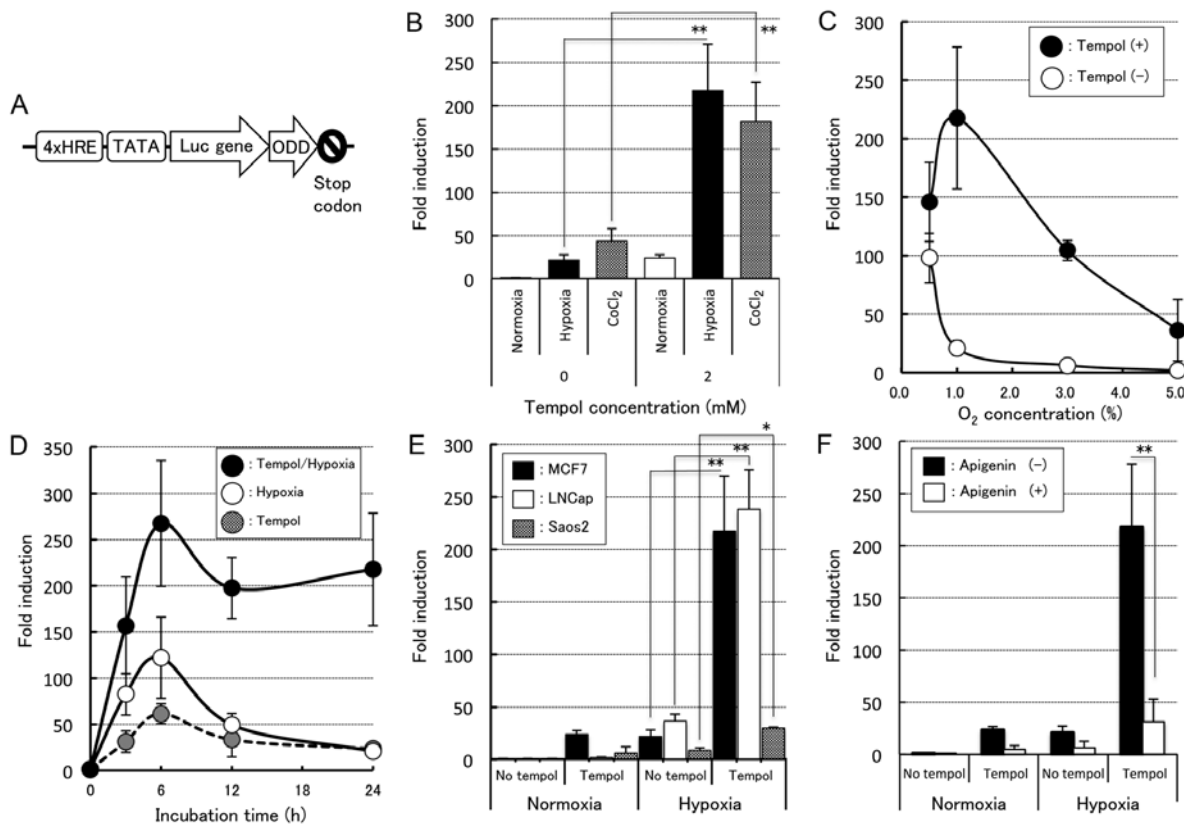 A
4xHRE TATA Luc gene ODD
Stop
codon
B
300
250
200
150
100
50
0
Fold induction
** **
Normoxia Hypoxia CoCl2 Normoxia Hypoxia CoCl2
0 2
Tempol concentration (mM)
C
300
250
200
150
100
50
0
Fold induction
: Tempol (+)
: Tempol (-)
0.0 1.0 2.0 3.0 4.0 5.0
O2 concentration (%)
D
350
300
250
200
150
100
50
0
Fold induction
: Tempol/Hypoxia
: Hypoxia
: Tempol
0 6 12 24
Incubation time (h)
E
300
250
200
150
100
50
0
Fold induction
: MCF7
: LNCap
: Saos2
*
**
**
No tempol Tempol No tempol Tempol
Normoxia Hypoxia
F
300
250
200
150
100
50
0
Fold induction
: Apigenin (-)
: Apigenin (+)
**
No tempol Tempol No tempol Tempol
Normoxia Hypoxia